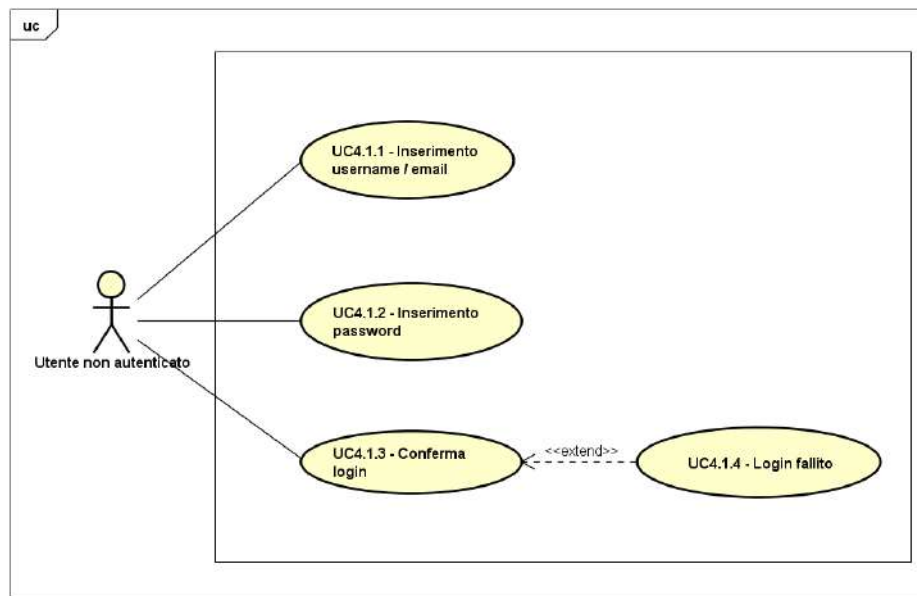 uc
UC4.1.1 - Inserimento
username / email
UC4.1.2 - Inserimento
password
Utente non autenticato
UC4.1.3 - Conferma
login
<<extend>>
UC4.1.4 - Login fallito